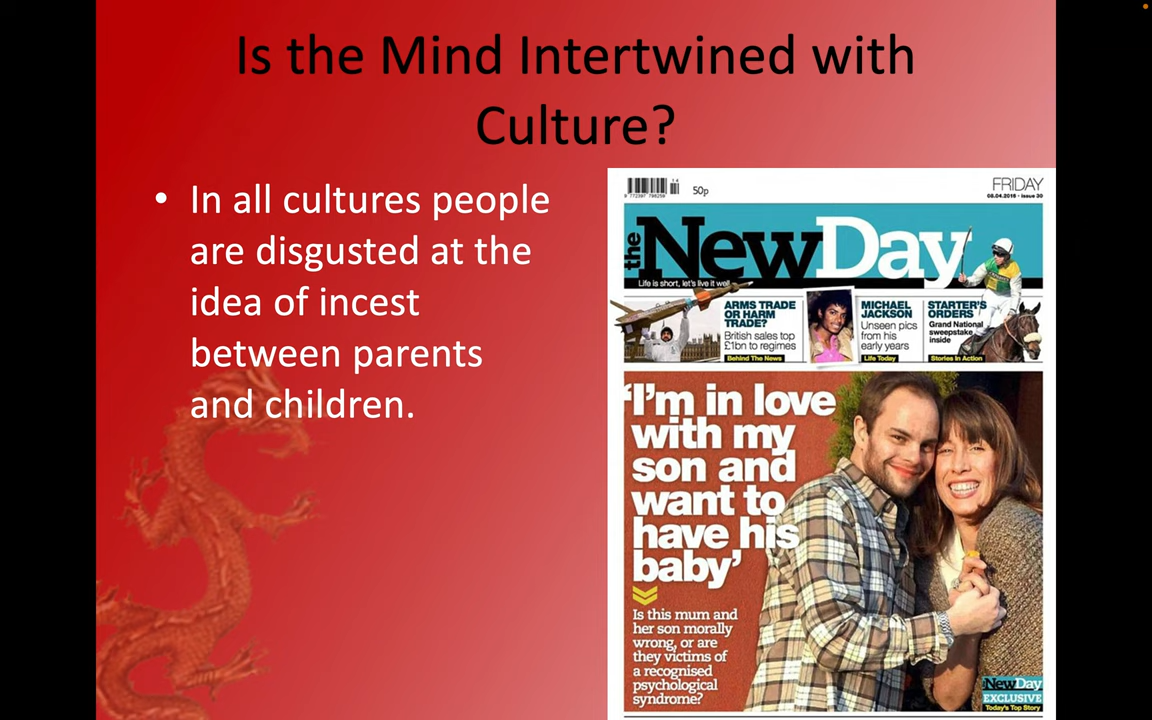 Is the Mind Intertwined with
Culture?
• In all cultures people
are disgusted at the
idea of incest
between parents
and children.
50p
FRIDAY
08.04.2016 • Issue 30
the NewDay
Life is short, let's live it well
ARMS TRADE
OR HARM
TRADE?
British sales top
£1bn to regimes
Behind The News
MICHAEL
JACKSON
Unseen pics
from his
early years
Life Today
STARTER'S
ORDERS
Grand National
sweepstake
inside
Stories In Action
'I'm in love
with my
son and
want to
have his
baby'
Is this mum and
her son morally
wrong, or are
they victims of
a recognised
psychological
syndrome?
NewDay
EXCLUSIVE
Today's Top Story